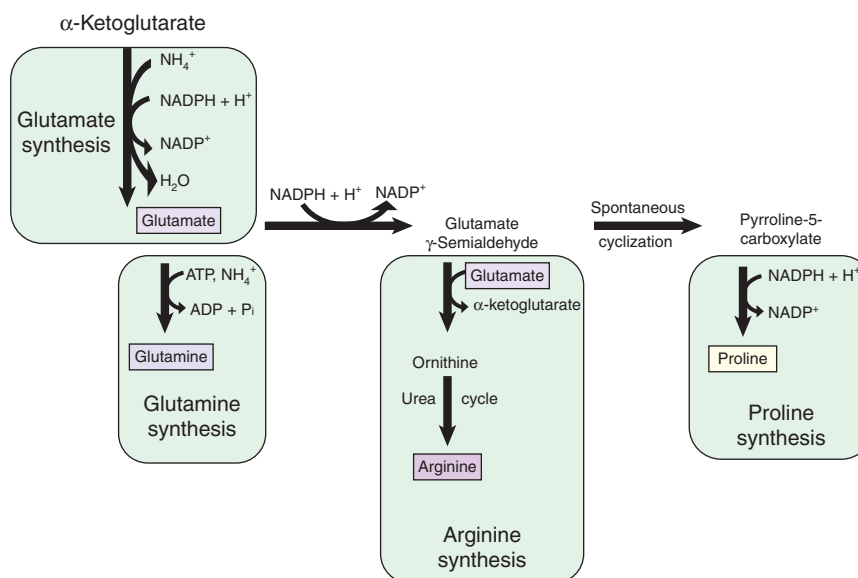 α-Ketoglutarate
NH₄⁺
NADPH + H⁺
Glutamate
synthesis
NADP⁺
H₂O
Glutamate
NADPH + H⁺
NADP⁺
Glutamate
γ-Semialdehyde
Spontaneous
cyclization
Pyrroline-5-
carboxylate
ATP, NH₄⁺
ADP + Pᵢ
Glutamine
Glutamine
synthesis
Glutamate
α-ketoglutarate
Ornithine
Urea cycle
Arginine
Arginine
synthesis
NADPH + H⁺
NADP⁺
Proline
Proline
synthesis